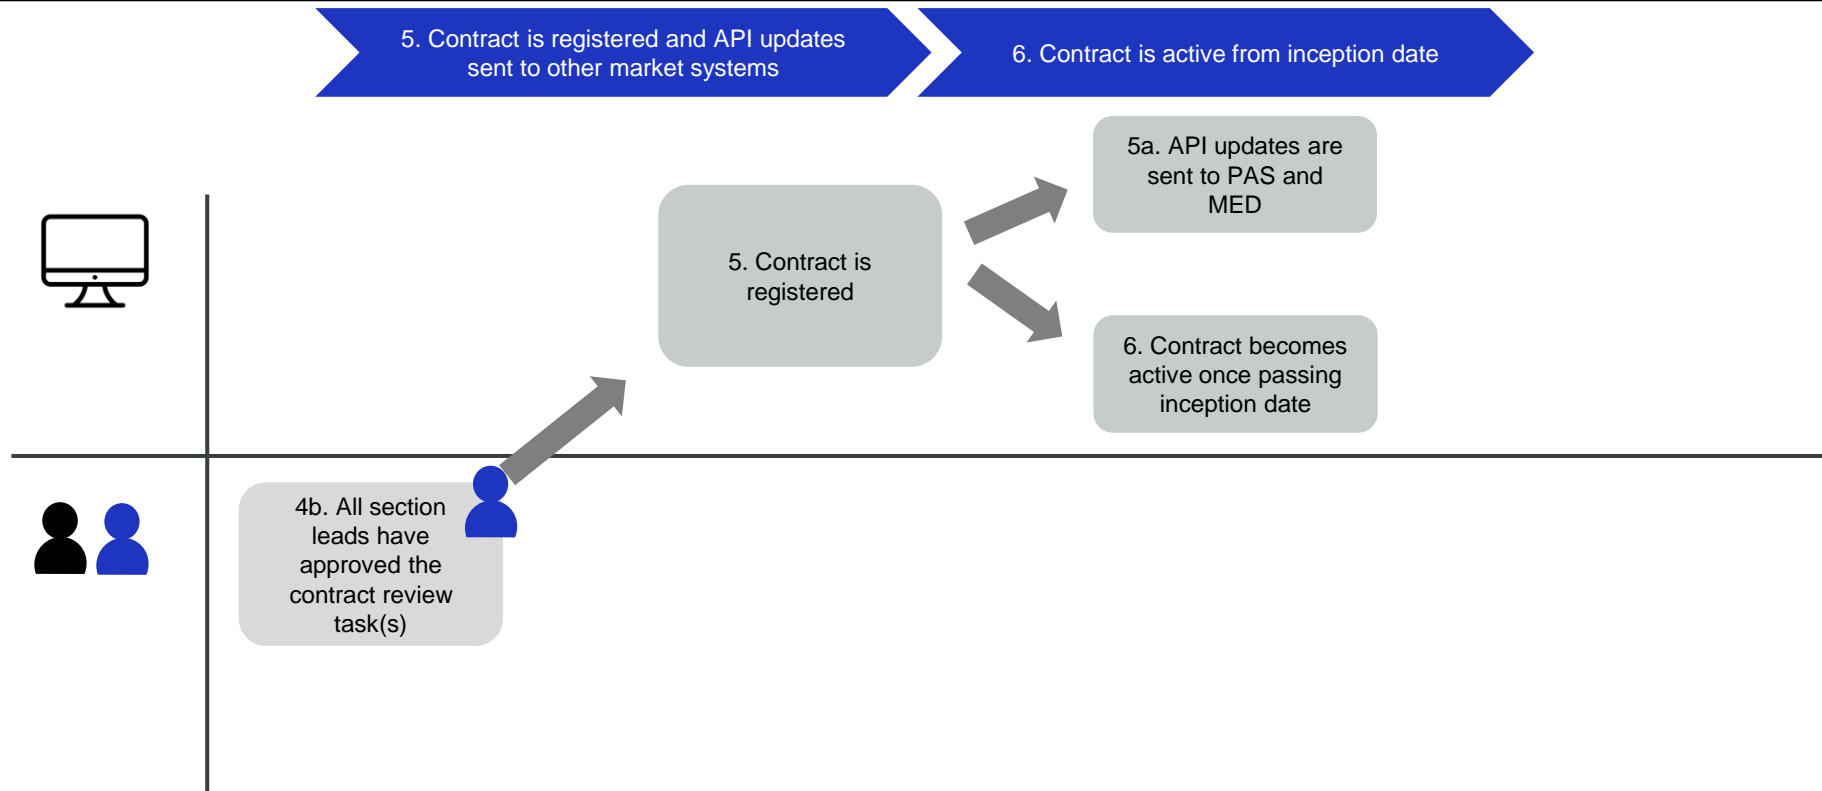 5. Contract is registered and API updates
sent to other market systems
6. Contract is active from inception date
5a. API updates are
sent to PAS and
MED
5. Contract is
registered
6. Contract becomes
active once passing
inception date
4b. All section
leads have
approved the
contract review
task(s)